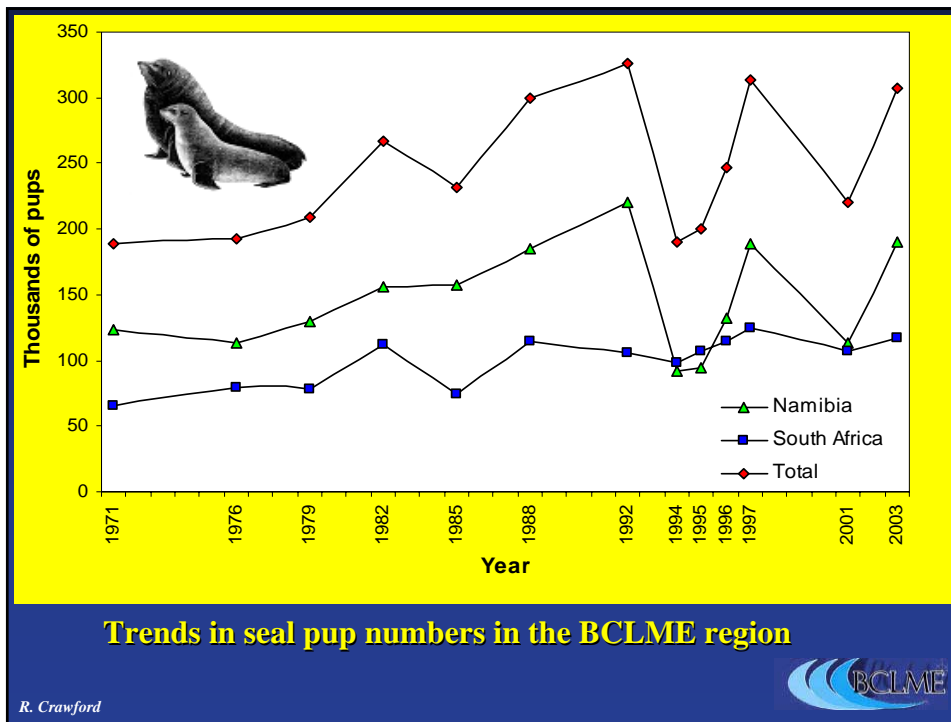 350
300
250
200
150
100
50
0
Thousands of pups
Namibia
South Africa
Total
1971
1976
1979
1982
1985
1988
1992
1994
1995
1996
1997
2001
2003
Year
Trends in seal pup numbers in the BCLME region
R. Crawford
BCLME